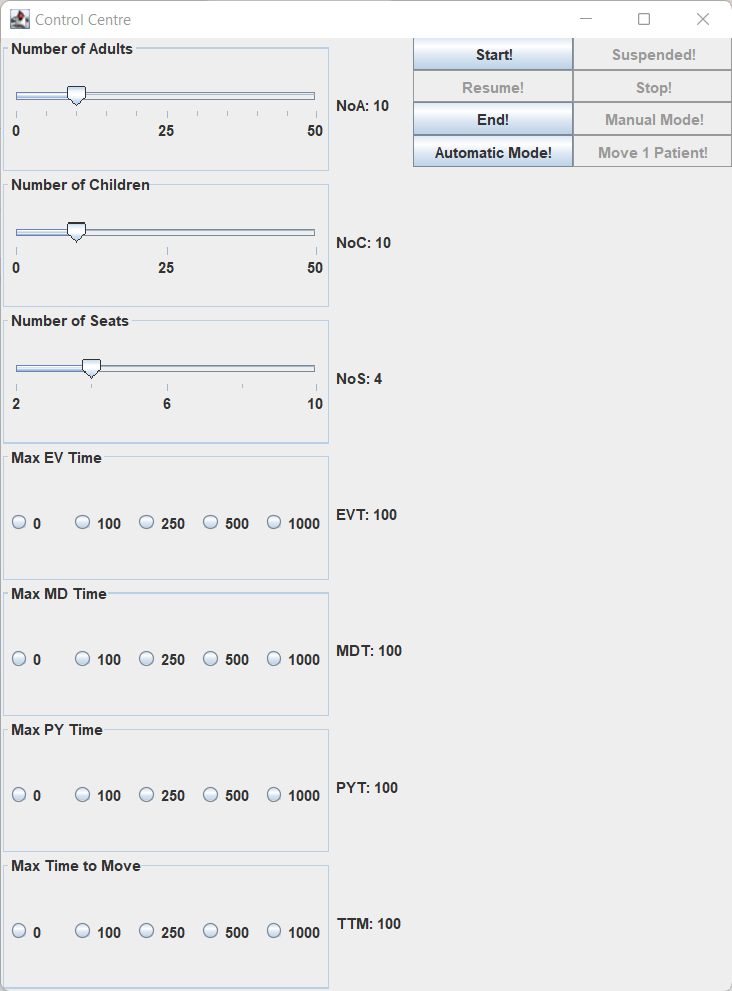 Control Centre
Number of Adults
0 25 50
NoA: 10
Start! Suspended!
Resume! Stop!
End! Manual Mode!
Automatic Mode! Move 1 Patient!
Number of Children
0 25 50
NoC: 10
Number of Seats
2 6 10
NoS: 4
Max EV Time
0 100 250 500 1000
EVT: 100
Max MD Time
0 100 250 500 1000
MDT: 100
Max PY Time
0 100 250 500 1000
PYT: 100
Max Time to Move
0 100 250 500 1000
TTM: 100